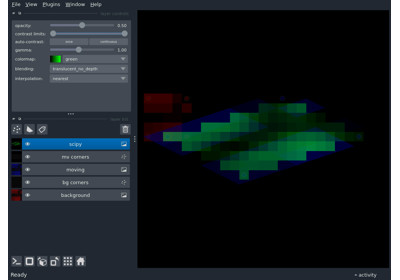 File View Plugins Window Help
layer controls
opacity: 0.50
contrast limits:
auto-contrast: once continuous
gamma: 1.00
colormap: green
blending: translucent_no_depth
interpolation: nearest
layer list
scipy
mv corners
moving
bg corners
background
Ready
activity